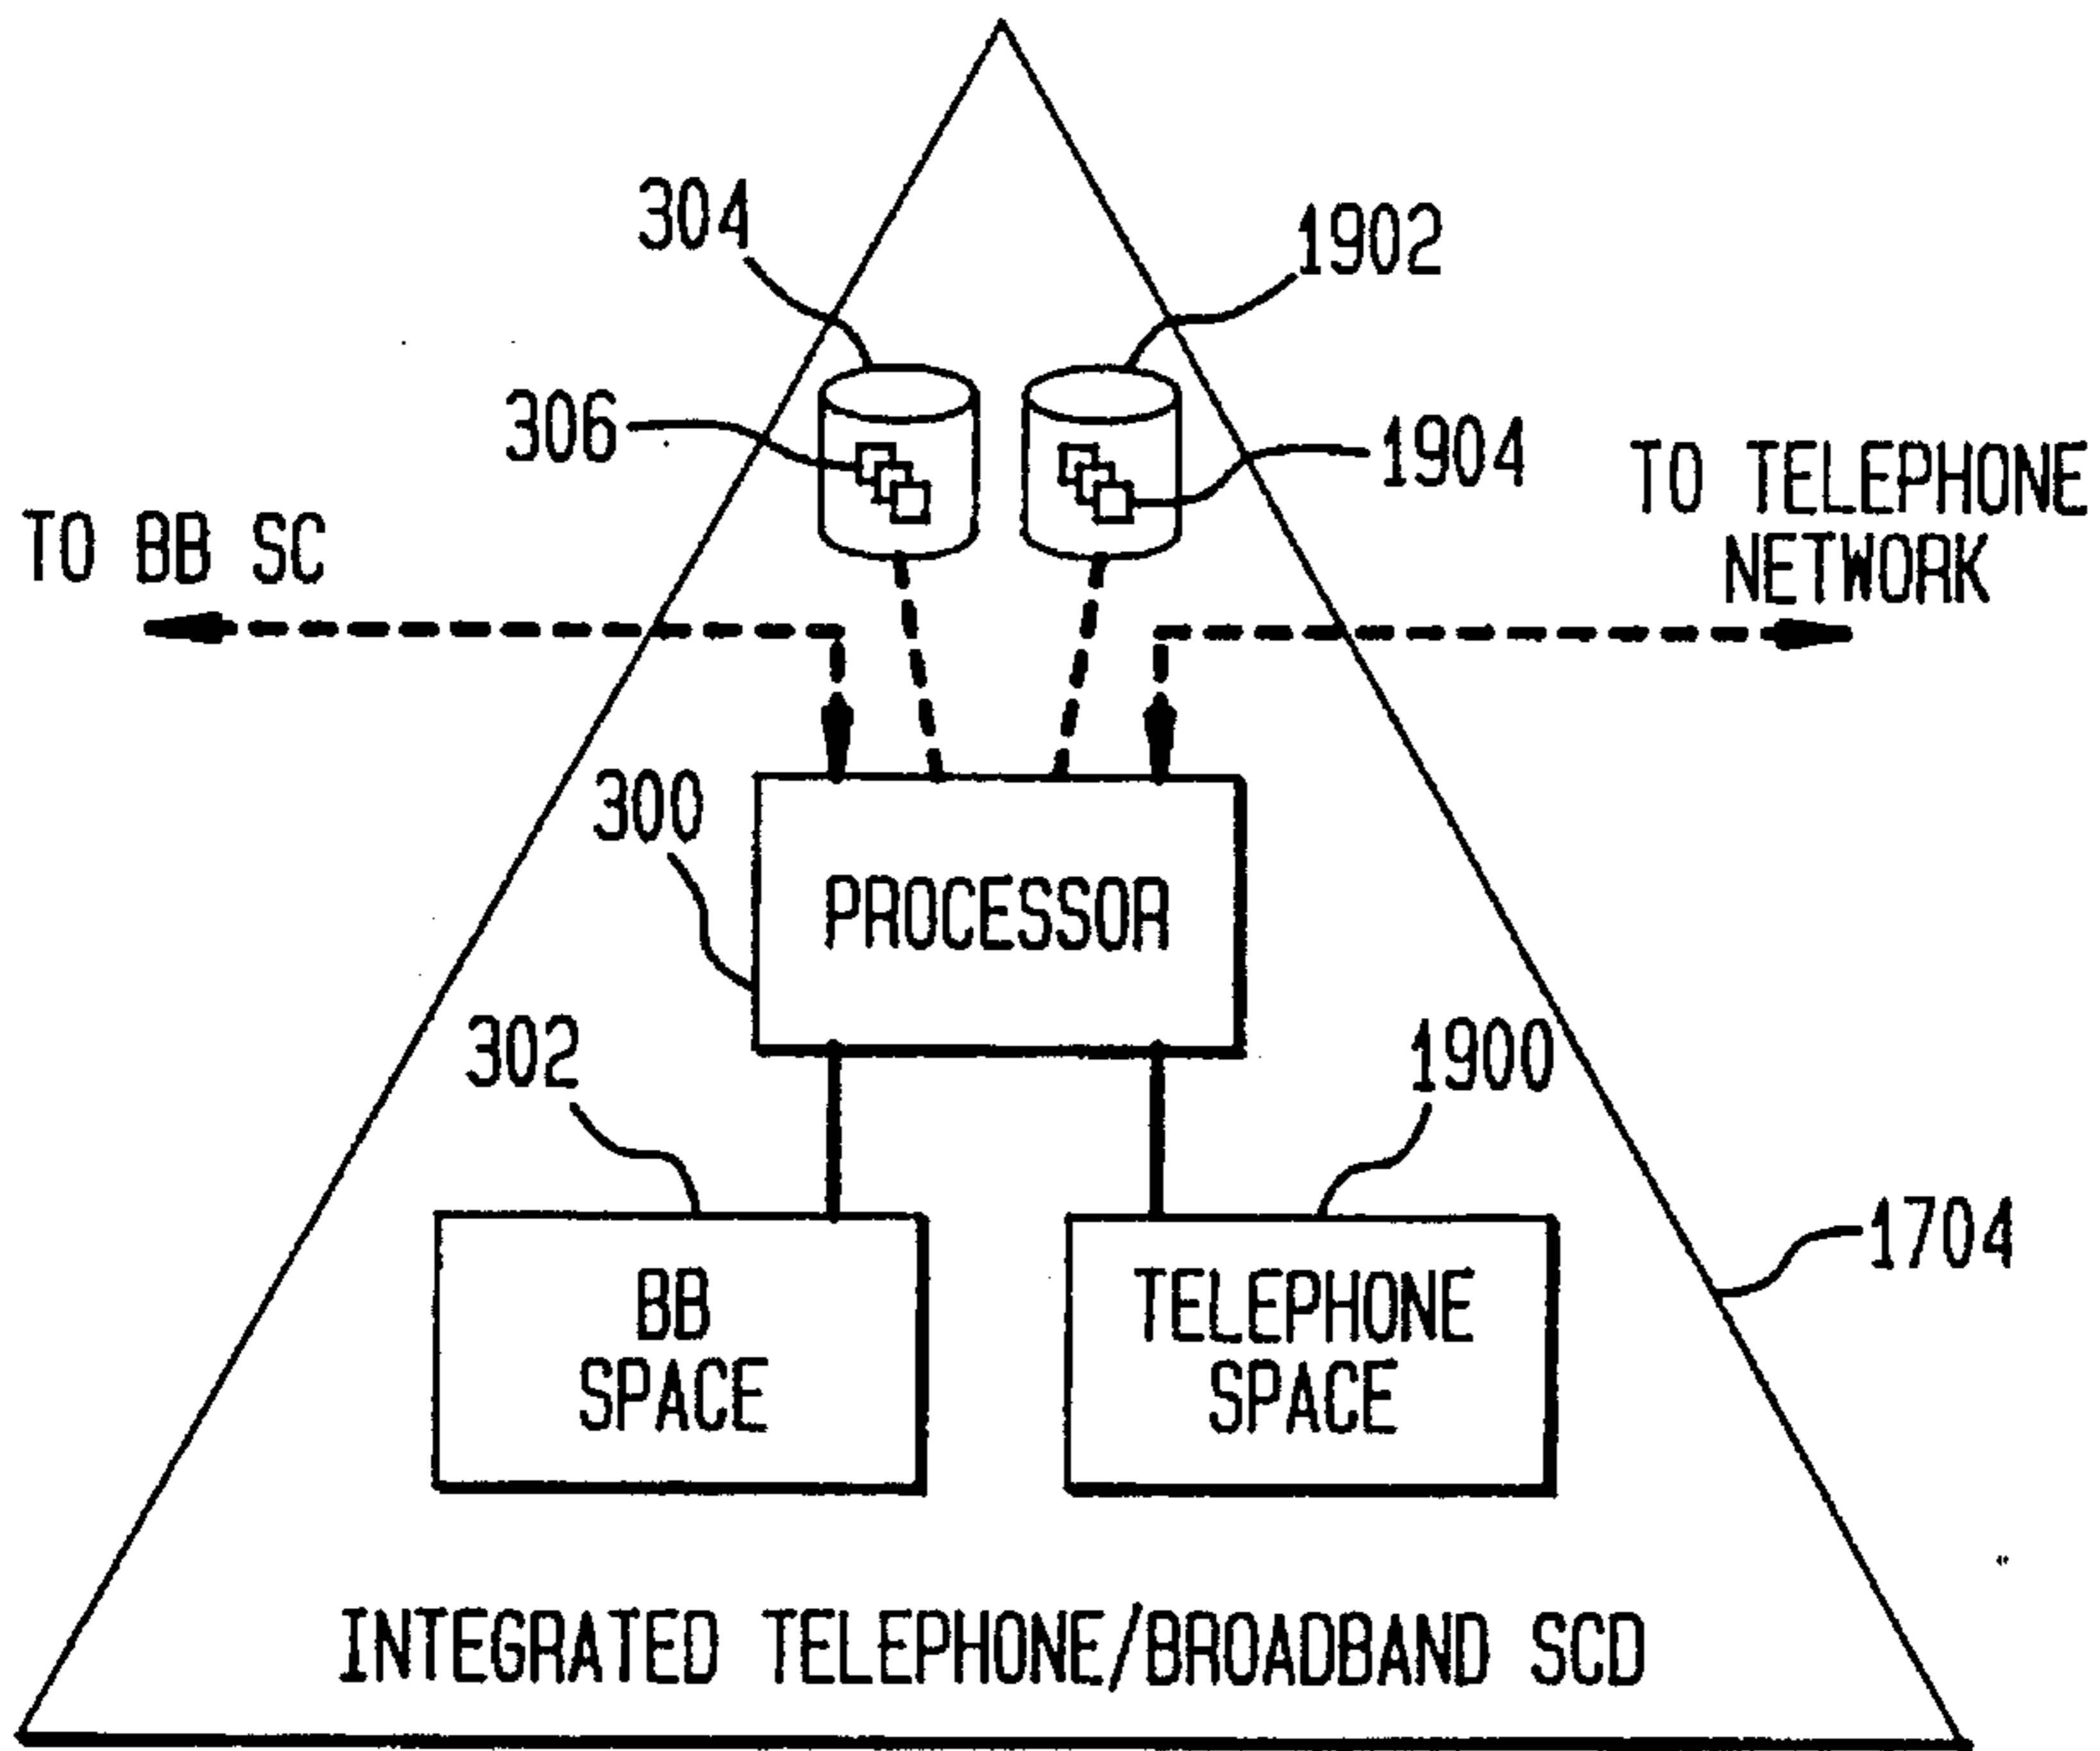 304
1902
306
1904
TO TELEPHONE
NETWORK
TO BB SC
300
PROCESSOR
302
1900
1704
BB
SPACE
TELEPHONE
SPACE
INTEGRATED TELEPHONE/BROADBAND SCD